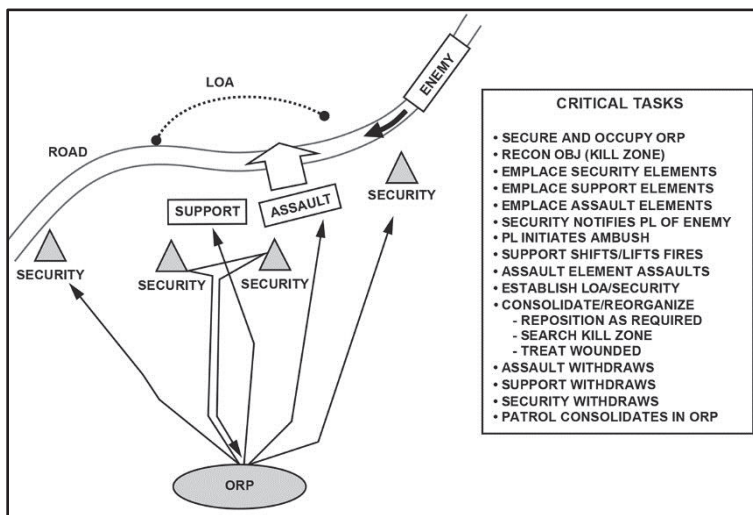 LOA
ENEMY
ROAD
SECURITY
SUPPORT
ASSAULT
SECURITY
SECURITY
SECURITY
ORP
CRITICAL TASKS
• SECURE AND OCCUPY ORP
• RECON OBJ (KILL ZONE)
• EMPLACE SECURITY ELEMENTS
• EMPLACE SUPPORT ELEMENTS
• EMPLACE ASSAULT ELEMENTS
• SECURITY NOTIFIES PL OF ENEMY
• PL INITIATES AMBUSH
• SUPPORT SHIFTS/LIFTS FIRES
• ASSAULT ELEMENT ASSAULTS
• ESTABLISH LOA/SECURITY
• CONSOLIDATE/REORGANIZE
- REPOSITION AS REQUIRED
- SEARCH KILL ZONE
- TREAT WOUNDED
• ASSAULT WITHDRAWS
• SUPPORT WITHDRAWS
• SECURITY WITHDRAWS
• PATROL CONSOLIDATES IN ORP